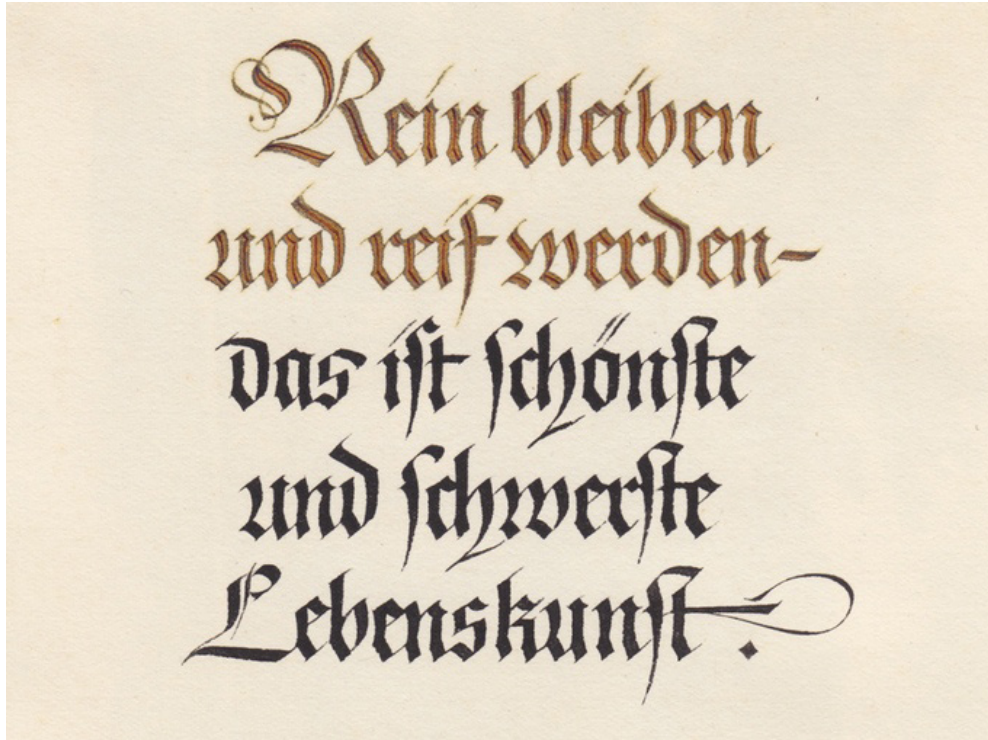 Rein bleiben
und reif werden-
das iſt ſchönſte
und ſchwerſte
Lebenskunſt.